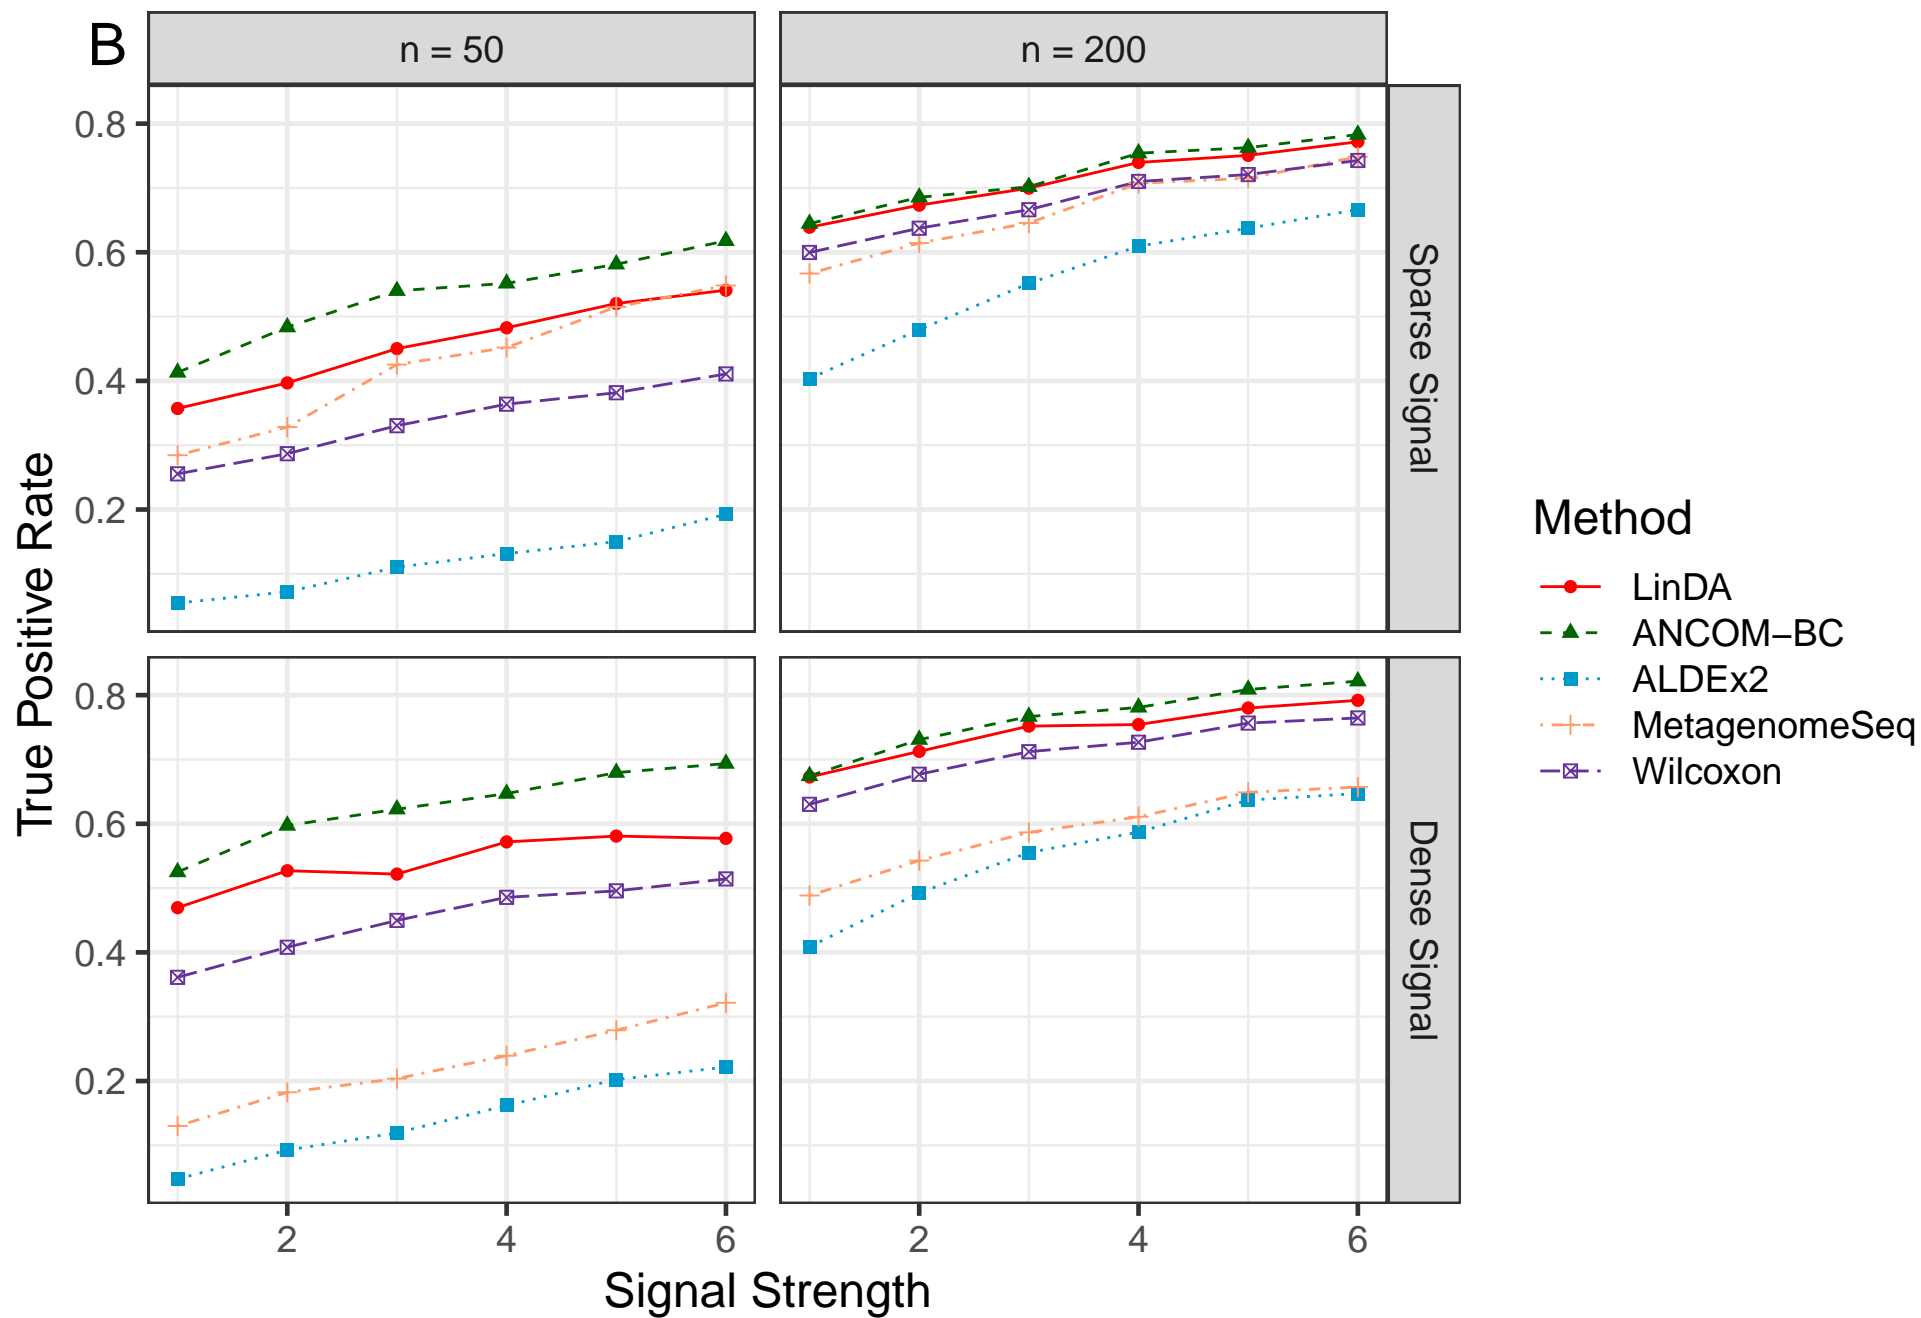 B
n = 50
n = 200
0.8
0.6
0.4
0.2
Sparse Signal
True Positive Rate
0.8
0.6
0.4
0.2
Dense Signal
2
4
6
2
4
6
Signal Strength
Method
LinDA
ANCOM−BC
ALDEx2
MetagenomeSeq
Wilcoxon